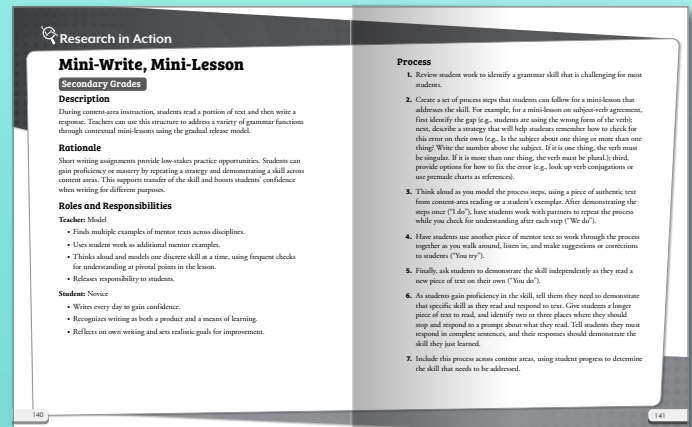 Research in Action
Mini-Write, Mini-Lesson
Secondary Grades
Description
During content-area instruction, students read a portion of text and then write a
response. Teachers can use this structure to address a variety of grammar functions
through contextual mini-lessons using the gradual release model.
Rationale
Short writing assignments provide low-stakes practice opportunities. Students can
gain proficiency or mastery by repeating a strategy and demonstrating a skill across
content areas. This supports transfer of the skill and boosts students' confidence
when writing for different purposes.
Roles and Responsibilities
Teacher: Model
• Finds multiple examples of mentor texts across disciplines.
• Uses student work as additional mentor examples.
• Thinks aloud and models one discrete skill at a time, using frequent checks
for understanding at pivotal points in the lesson.
• Releases responsibility to students.
Student: Novice
• Writes every day to gain confidence.
• Recognizes writing as both a product and a means of learning.
• Reflects on own writing and sets realistic goals for improvement.
140
Process
1. Review student work to identify a grammar skill that is challenging for most
students.
2. Create a set of process steps that students can follow for a mini-lesson that
addresses the skill. For example, for a mini-lesson on subject-verb agreement,
first identify the gap (e.g., students are using the wrong form of the verb);
next, describe a strategy that will help students remember how to check for
this error on their own (e.g., Is the subject about one thing or more than one
thing? Write the number above the subject. If it is one thing, the verb must
be singular. If it is more than one thing, the verb must be plural.); third,
provide options for how to fix the error (e.g., look up verb conjugations or
use premade charts as references).
3. Think aloud as you model the process steps, using a piece of authentic text
from content-area reading or a student's exemplar. After demonstrating the
steps once ("I do"), have students work with partners to repeat the process
while you check for understanding after each step ("We do").
4. Have students use another piece of mentor text to work through the process
together as you walk around, listen in, and make suggestions or corrections
to students ("You try").
5. Finally, ask students to demonstrate the skill independently as they read a
new piece of text on their own ("You do").
6. As students gain proficiency in the skill, tell them they need to demonstrate
that specific skill as they read and respond to text. Give students a longer
piece of text to read, and identify two or three places where they should
stop and respond to a prompt about what they read. Tell students they must
respond in complete sentences, and their responses should demonstrate the
skill they just learned.
7. Include this process across content areas, using student progress to determine
the skill that needs to be addressed.
141